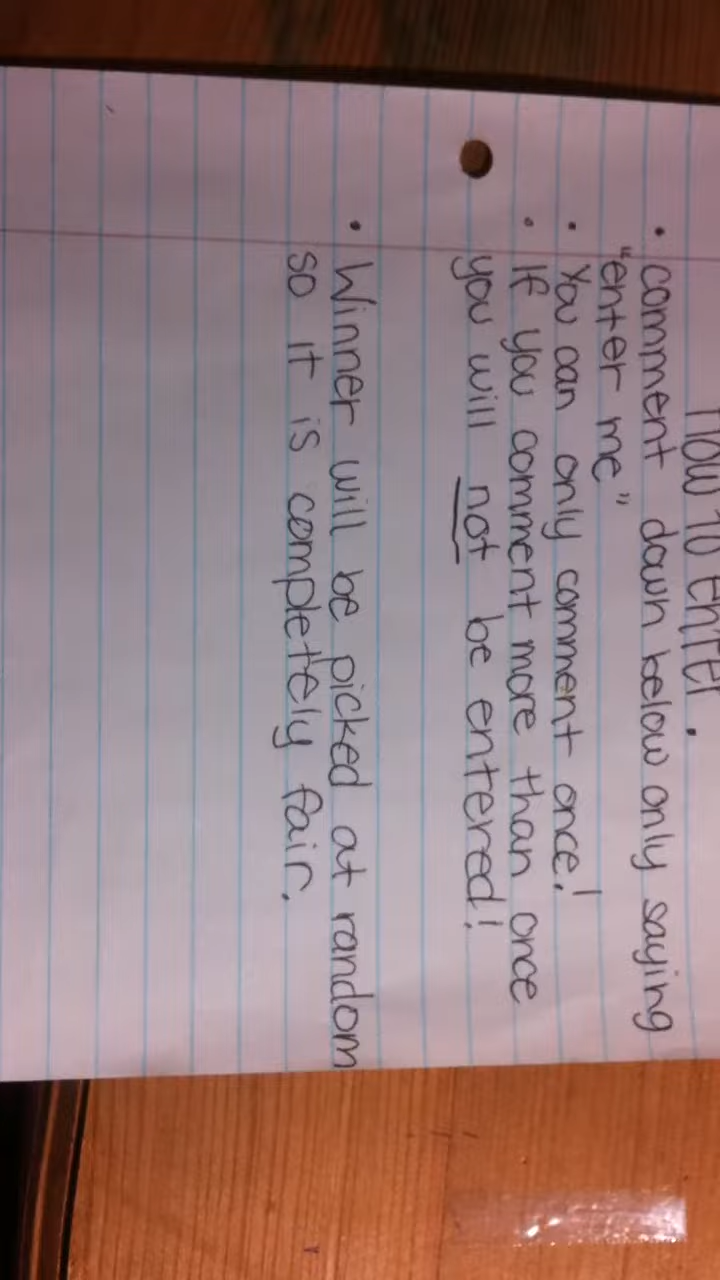 How to enter.
• comment down below only saying
"enter me"
• You can only comment once!
• If you comment more than once
you will not be entered!
• Winner will be picked at random
so it is completely fair.